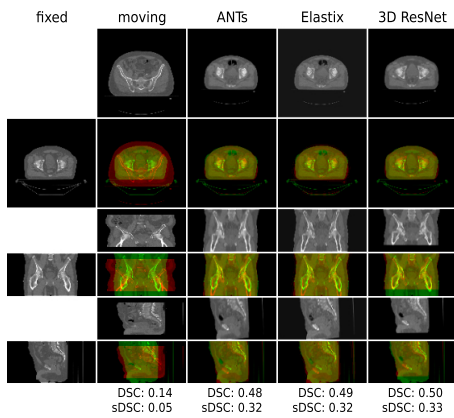 fixed moving ANTs Elastix 3D ResNet
DSC: 0.14 DSC: 0.48 DSC: 0.49 DSC: 0.50
sDSC: 0.05 sDSC: 0.32 sDSC: 0.32 sDSC: 0.33